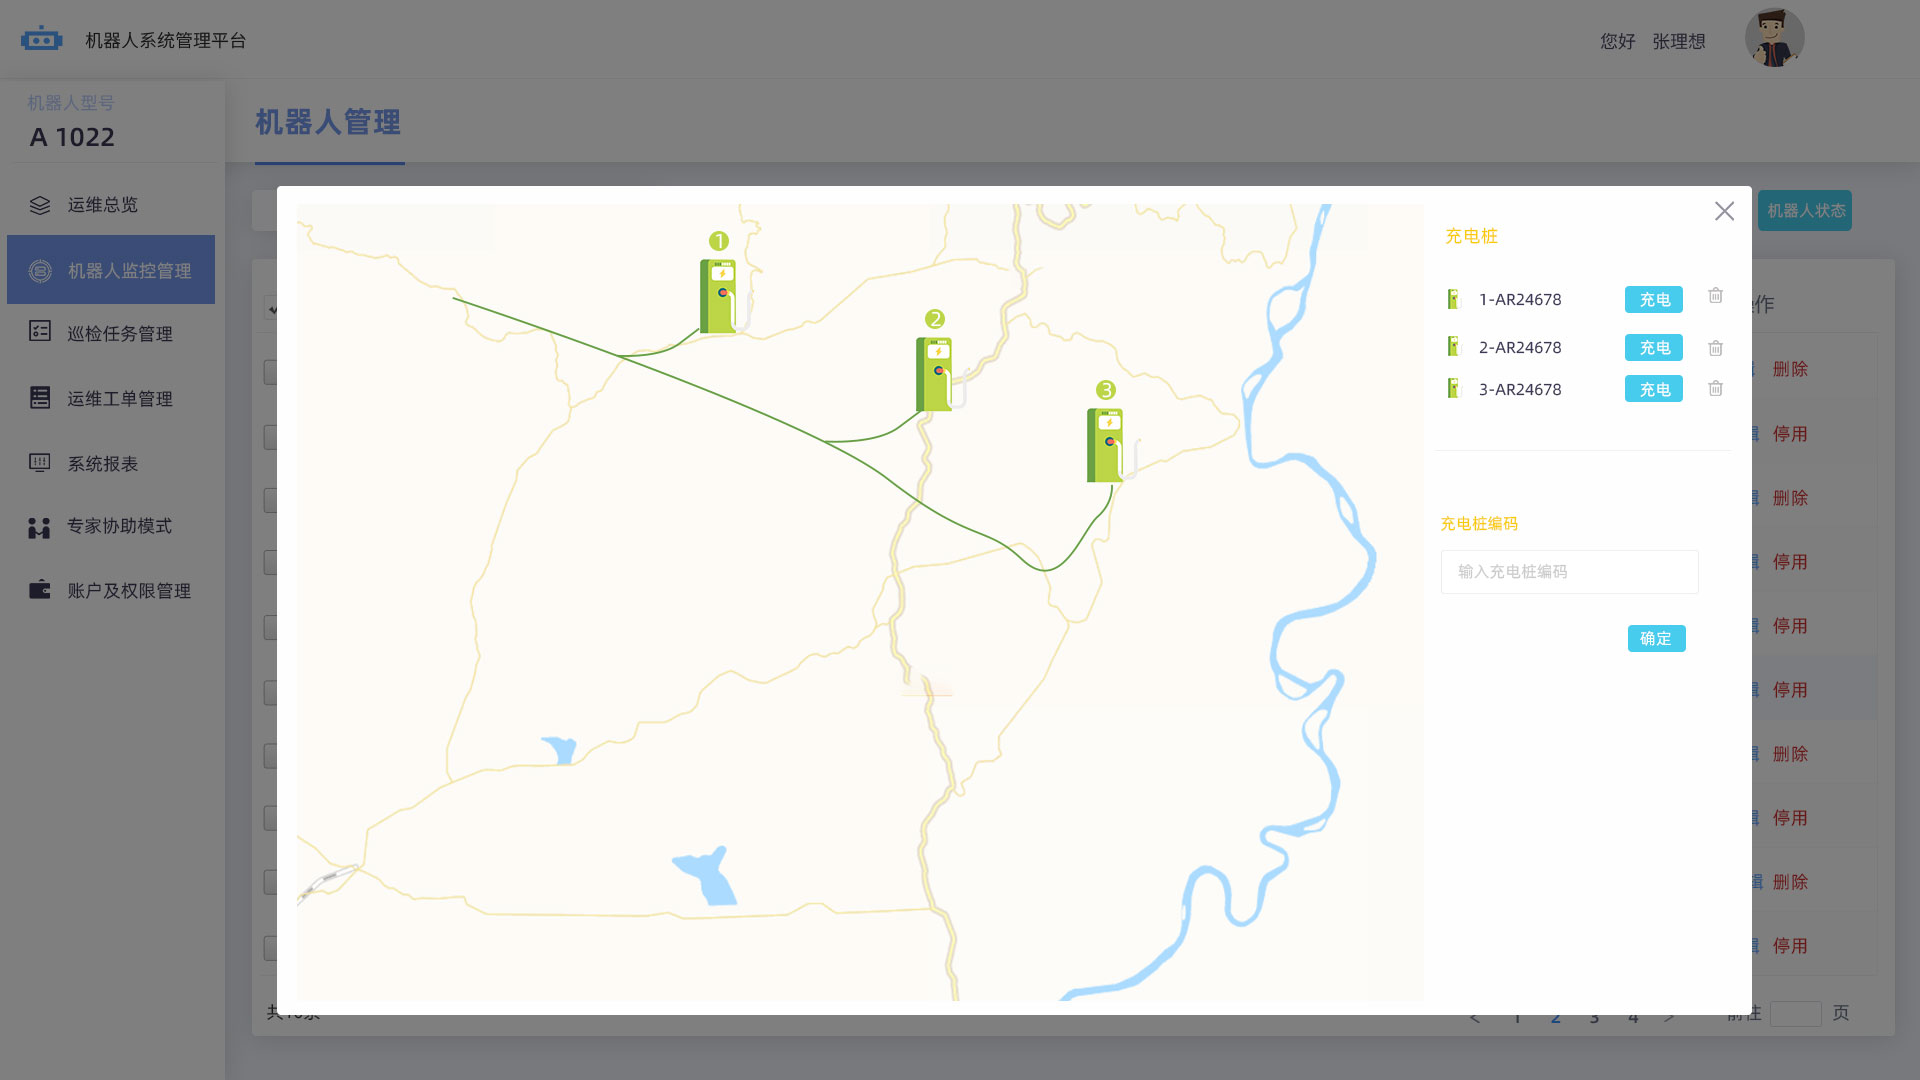 机器人系统管理平台
您好 张理想
机器人型号
A 1022
机器人管理
运维总览
机器人监控管理
巡检任务管理
运维工单管理
系统报表
专家协助模式
账户及权限管理
机器人状态
1
2
3
充电桩
1-AR24678 充电
2-AR24678 充电
3-AR24678 充电
充电桩编码
输入充电桩编码
确定
删除
停用
删除
停用
停用
停用
删除
停用
删除
停用
< 1 2 3 4 > 前往 页